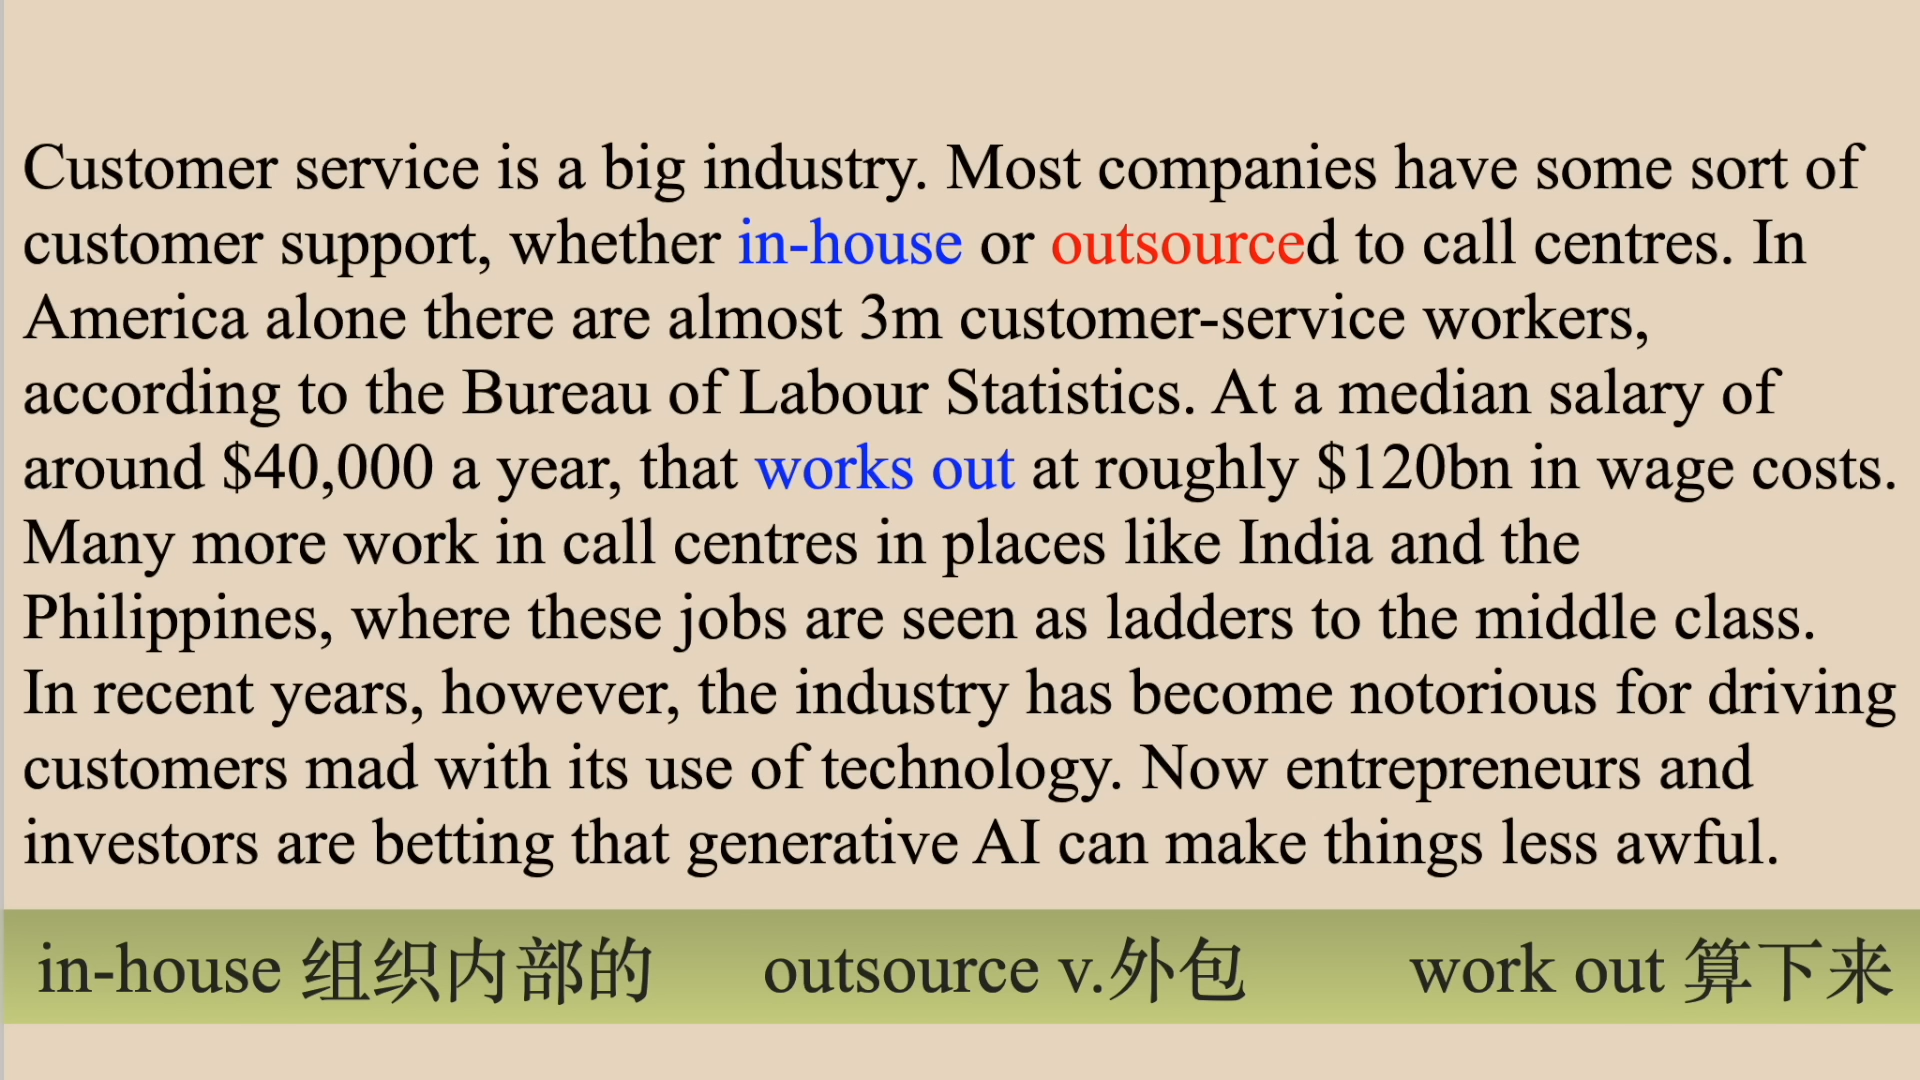 Customer service is a big industry. Most companies have some sort of
customer support, whether in-house or outsourced to call centres. In
America alone there are almost 3m customer-service workers,
according to the Bureau of Labour Statistics. At a median salary of
around $40,000 a year, that works out at roughly $120bn in wage costs.
Many more work in call centres in places like India and the
Philippines, where these jobs are seen as ladders to the middle class.
In recent years, however, the industry has become notorious for driving
customers mad with its use of technology. Now entrepreneurs and
investors are betting that generative AI can make things less awful.
in-house 组织内部的 outsource v.外包 work out 算下来